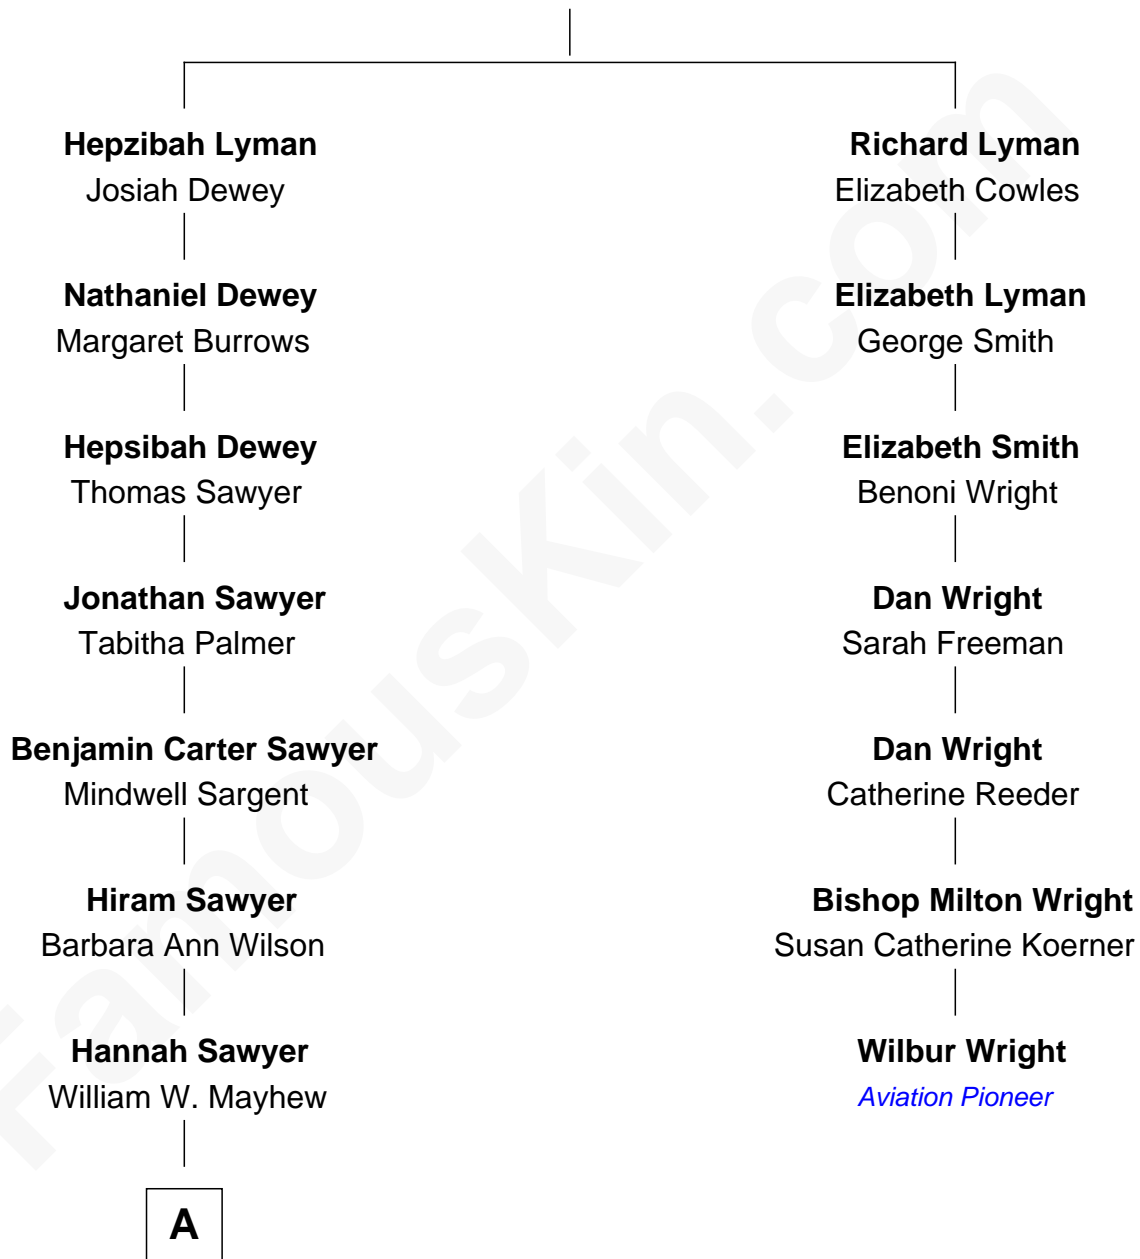 Hepzibah Lyman
Josiah Dewey
Richard Lyman
Elizabeth Cowles
Nathaniel Dewey
Margaret Burrows
Elizabeth Lyman
George Smith
Hepsibah Dewey
Thomas Sawyer
Elizabeth Smith
Benoni Wright
Jonathan Sawyer
Tabitha Palmer
Dan Wright
Sarah Freeman
Benjamin Carter Sawyer
Mindwell Sargent
Dan Wright
Catherine Reeder
Hiram Sawyer
Barbara Ann Wilson
Bishop Milton Wright
Susan Catherine Koerner
Hannah Sawyer
William W. Mayhew
Wilbur Wright
Aviation Pioneer
A
FamousKin.com